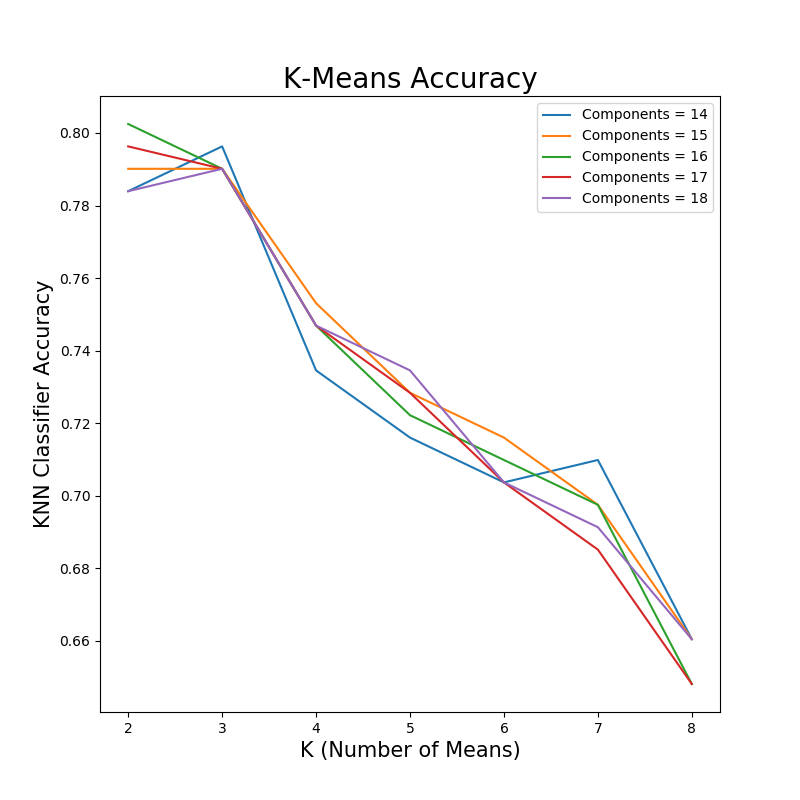 K-Means Accuracy
Components = 14
Components = 15
Components = 16
Components = 17
Components = 18
KNN Classifier Accuracy
0.80
0.78
0.76
0.74
0.72
0.70
0.68
0.66
2 3 4 5 6 7 8
K (Number of Means)